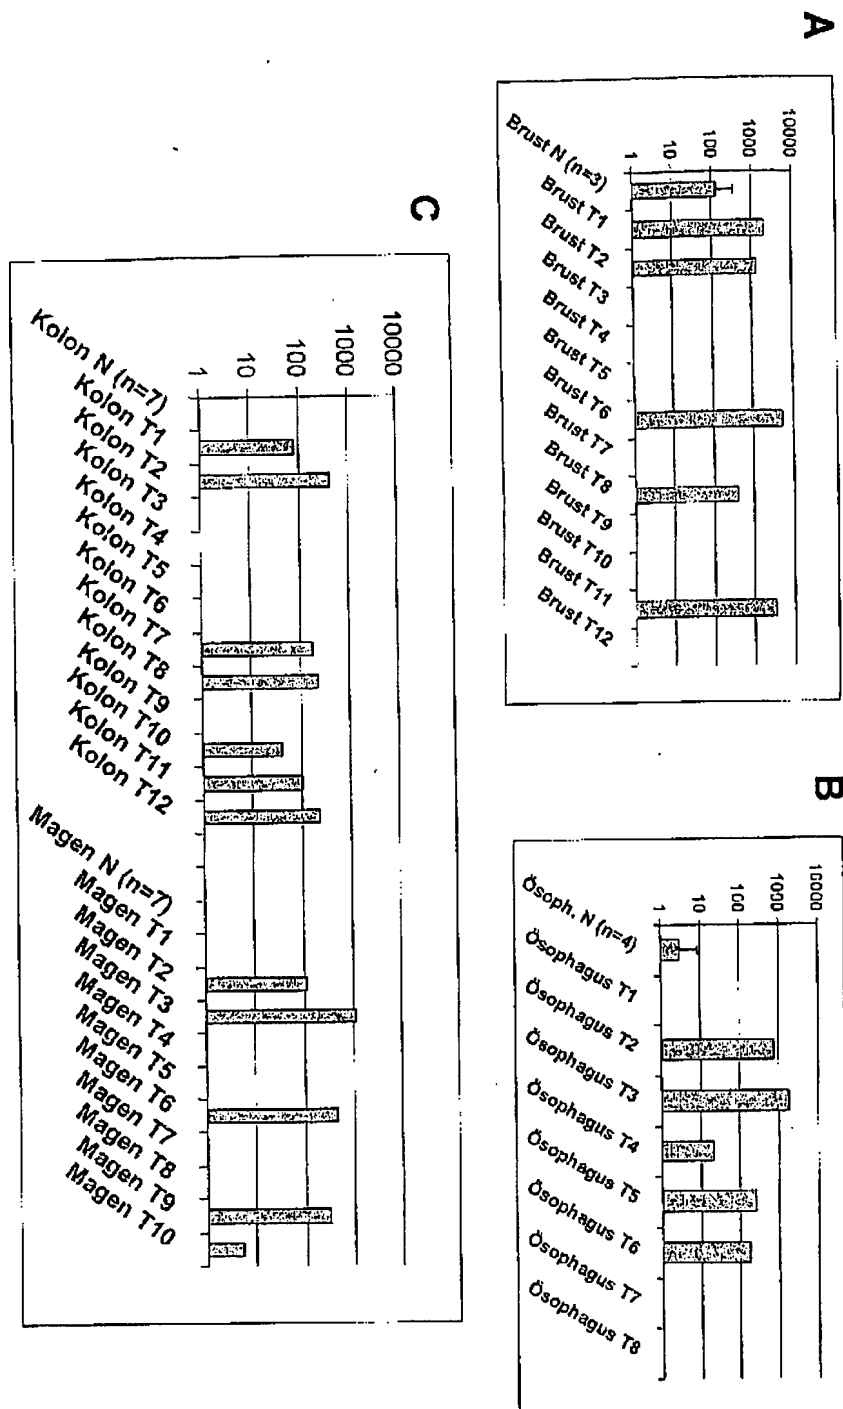 A
10000
1000
100
10
1
Brust N (n=3)
Brust T1
Brust T2
Brust T3
Brust T4
Brust T5
Brust T6
Brust T7
Brust T8
Brust T9
Brust T10
Brust T11
Brust T12
B
10000
1000
100
10
1
Ösoph. N (n=4)
Ösophagus T1
Ösophagus T2
Ösophagus T3
Ösophagus T4
Ösophagus T5
Ösophagus T6
Ösophagus T7
Ösophagus T8
C
10000
1000
100
10
1
Kolon N (n=7)
Kolon T1
Kolon T2
Kolon T3
Kolon T4
Kolon T5
Kolon T6
Kolon T7
Kolon T8
Kolon T9
Kolon T10
Kolon T11
Kolon T12
Magen N (n=7)
Magen T1
Magen T2
Magen T3
Magen T4
Magen T5
Magen T6
Magen T7
Magen T8
Magen T9
Magen T10